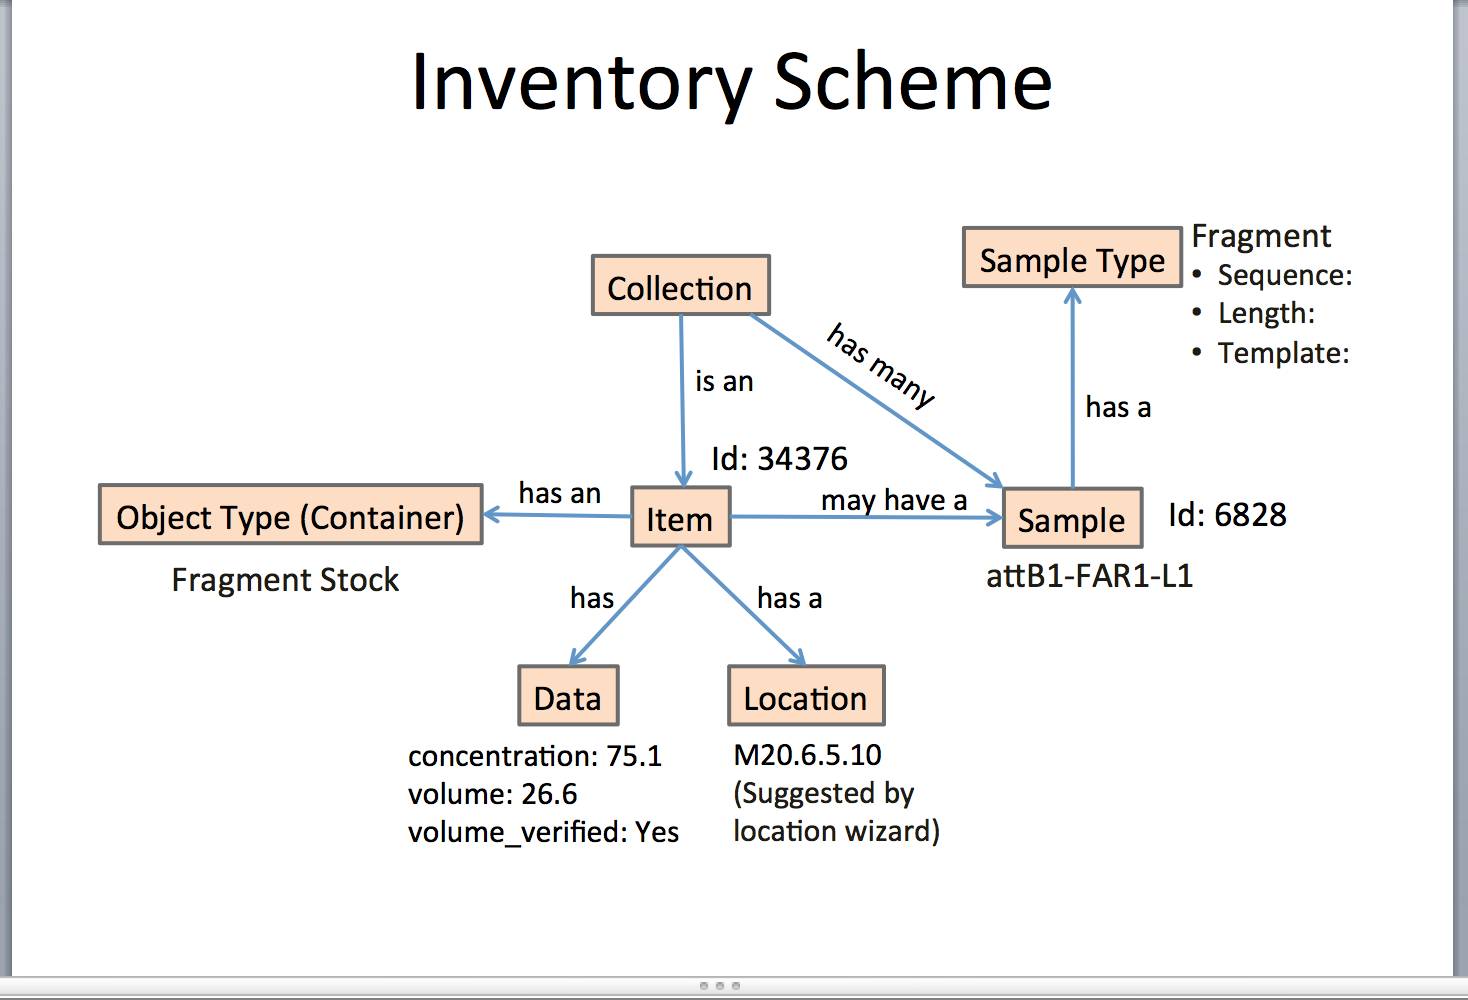 Inventory Scheme
Sample Type
Fragment
• Sequence:
• Length:
• Template:
Collection
has many
is an
has a
Id: 34376
Object Type (Container)
has an
Item
may have a
Sample
Id: 6828
Fragment Stock
attB1-FAR1-L1
has
has a
Data
Location
concentration: 75.1
volume: 26.6
volume_verified: Yes
M20.6.5.10
(Suggested by
location wizard)